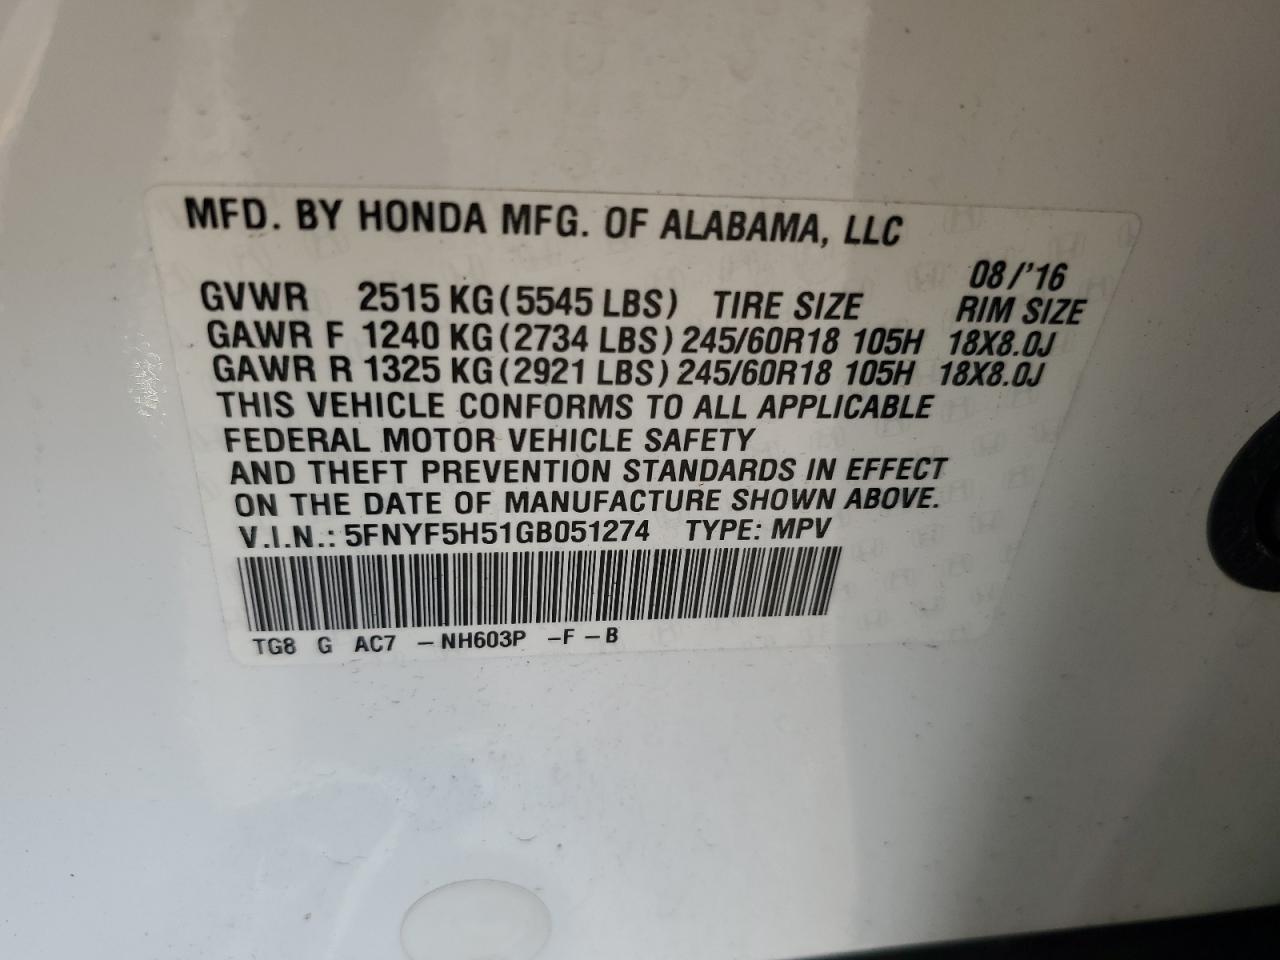 MFD. BY HONDA MFG. OF ALABAMA, LLC
08/'16
GVWR 2515 KG(5545 LBS) TIRE SIZE RIM SIZE
GAWR F 1240 KG(2734 LBS) 245/60R18 105H 18X8.0J
GAWR R 1325 KG(2921 LBS) 245/60R18 105H 18X8.0J
THIS VEHICLE CONFORMS TO ALL APPLICABLE
FEDERAL MOTOR VEHICLE SAFETY
AND THEFT PREVENTION STANDARDS IN EFFECT
ON THE DATE OF MANUFACTURE SHOWN ABOVE.
V.I.N.: 5FNYF5H51GB051274 TYPE: MPV
TG8 G AC7 - NH603P -F - B